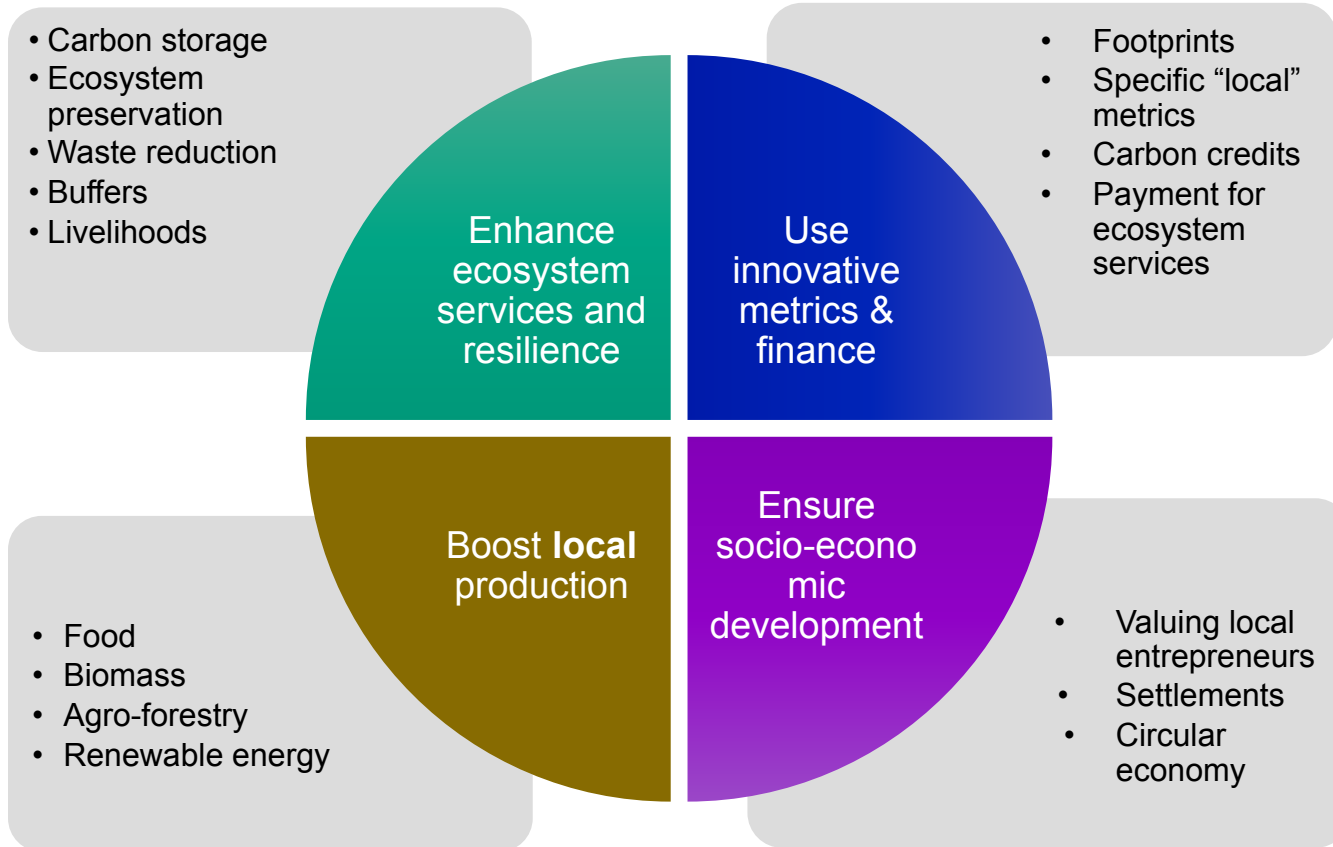 • Carbon storage
• Ecosystem
preservation
• Waste reduction
• Buffers
• Livelihoods
Enhance
ecosystem
services and
resilience
Use
innovative
metrics &
finance
• Footprints
• Specific “local”
metrics
• Carbon credits
• Payment for
ecosystem
services
Boost local
production
• Food
• Biomass
• Agro-forestry
• Renewable energy
Ensure
socio-econo
mic
development
• Valuing local
entrepreneurs
• Settlements
• Circular
economy